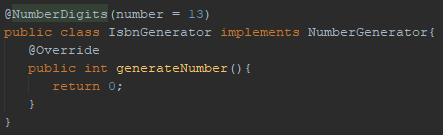 @NumberDigits(number = 13)
public class IsbnGenerator implements NumberGenerator{
    @Override
    public int generateNumber(){
        return 0;
    }
}